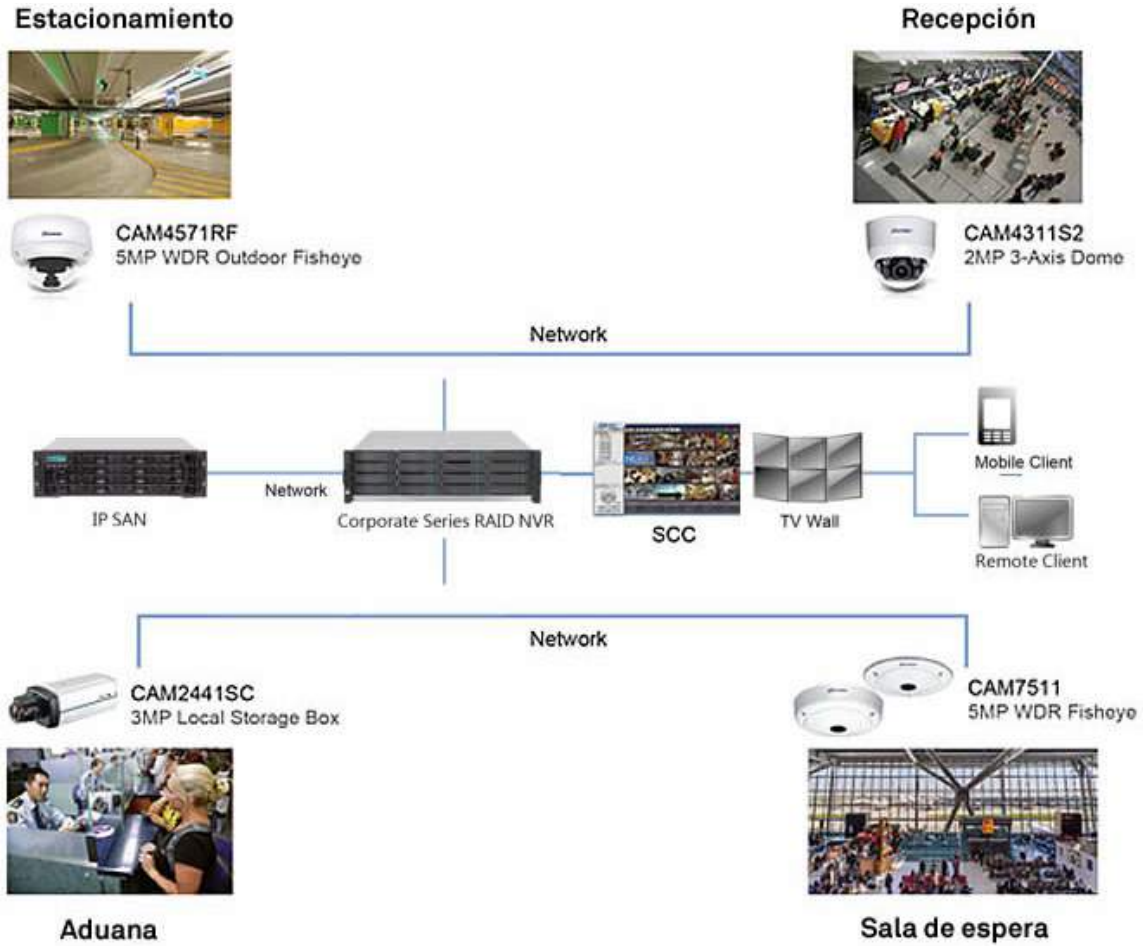 Estacionamiento
Recepción
CAM4571RF
5MP WDR Outdoor Fisheye
CAM4311S2
2MP 3-Axis Dome
Network
Mobile Client
Network
IP SAN
Corporate Series RAID NVR
SCC
TV Wall
Remote Client
Network
CAM2441SC
3MP Local Storage Box
CAM7511
5MP WDR Fisheye
Aduana
Sala de espera